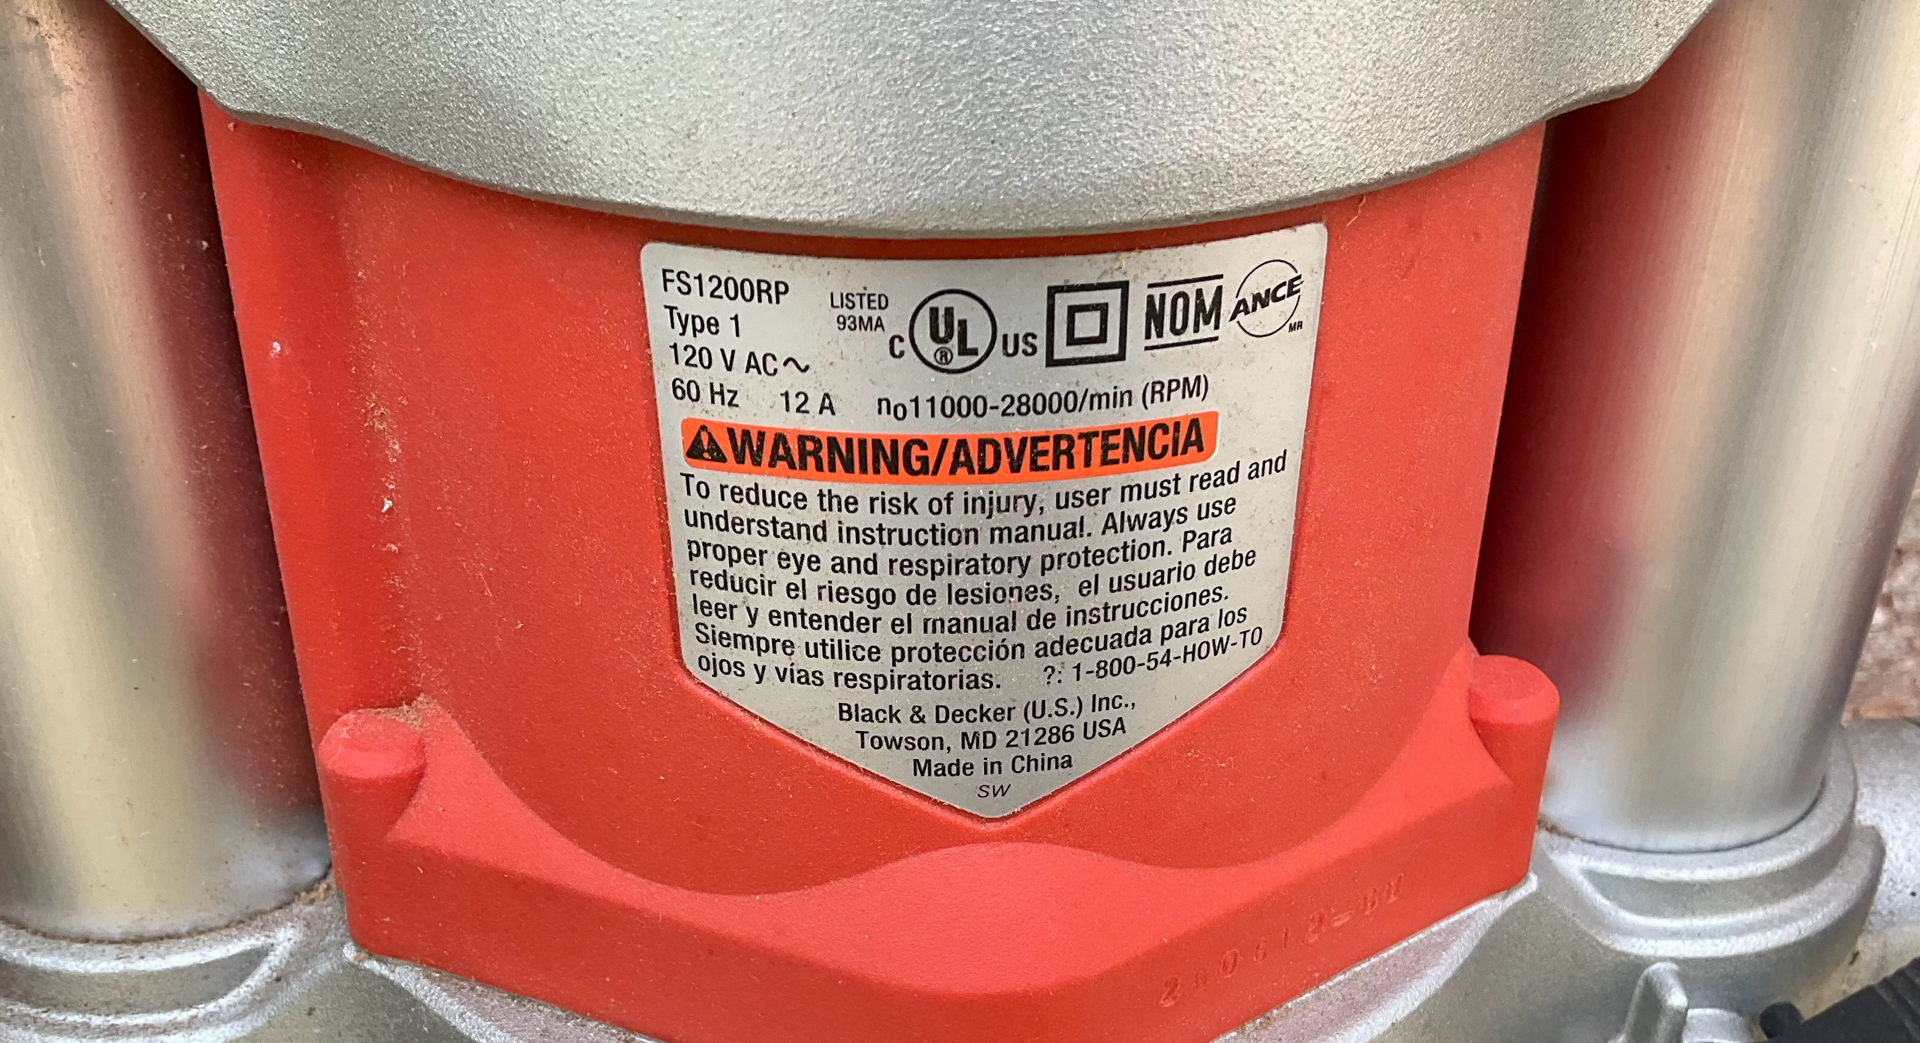 FS1200RP
Type 1
120 V AC~
60 Hz 12 A n₀11000-28000/min (RPM)
LISTED
93MA
C UL® US
NOM
ANCE
MR
WARNING/ADVERTENCIA
To reduce the risk of injury, user must read and
understand instruction manual. Always use
proper eye and respiratory protection. Para
reducir el riesgo de lesiones, el usuario debe
leer y entender el manual de instrucciones.
Siempre utilice protección adecuada para los
ojos y vías respiratorias. ?: 1-800-54-HOW-TO
Black & Decker (U.S.) Inc.,
Towson, MD 21286 USA
Made in China
SW